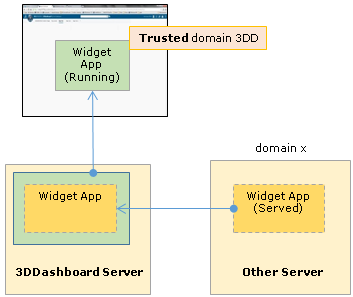 Trusted domain 3DD
Widget
App
(Running)
domain x
Widget App
Widget App
(Served)
3DDashboard Server
Other Server